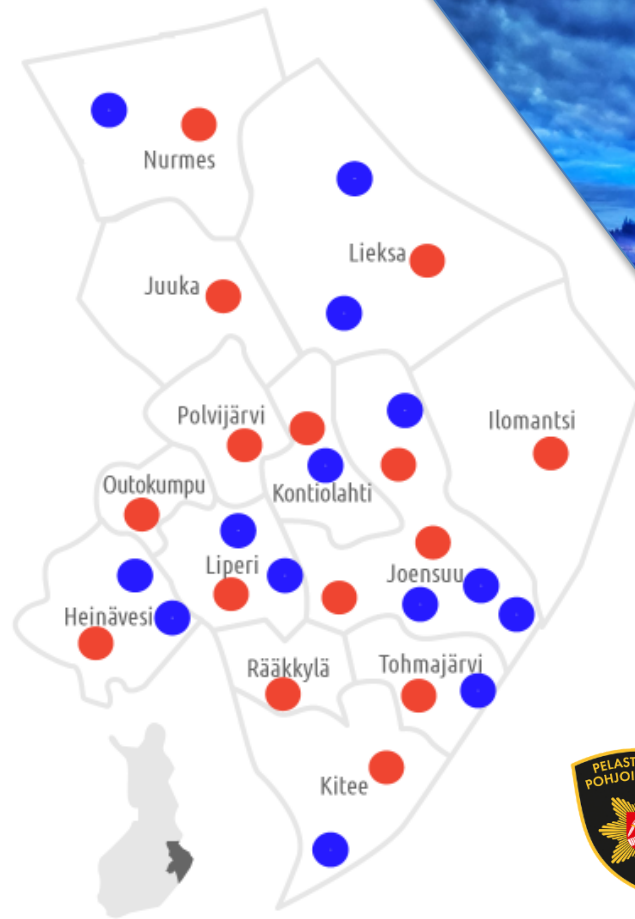 Nurmes
Lieksa
Juuka
Polvijärvi
Ilomantsi
Outokumpu
Kontiolahti
Liperi
Joensuu
Heinävesi
Rääkkylä
Tohmajärvi
Kitee